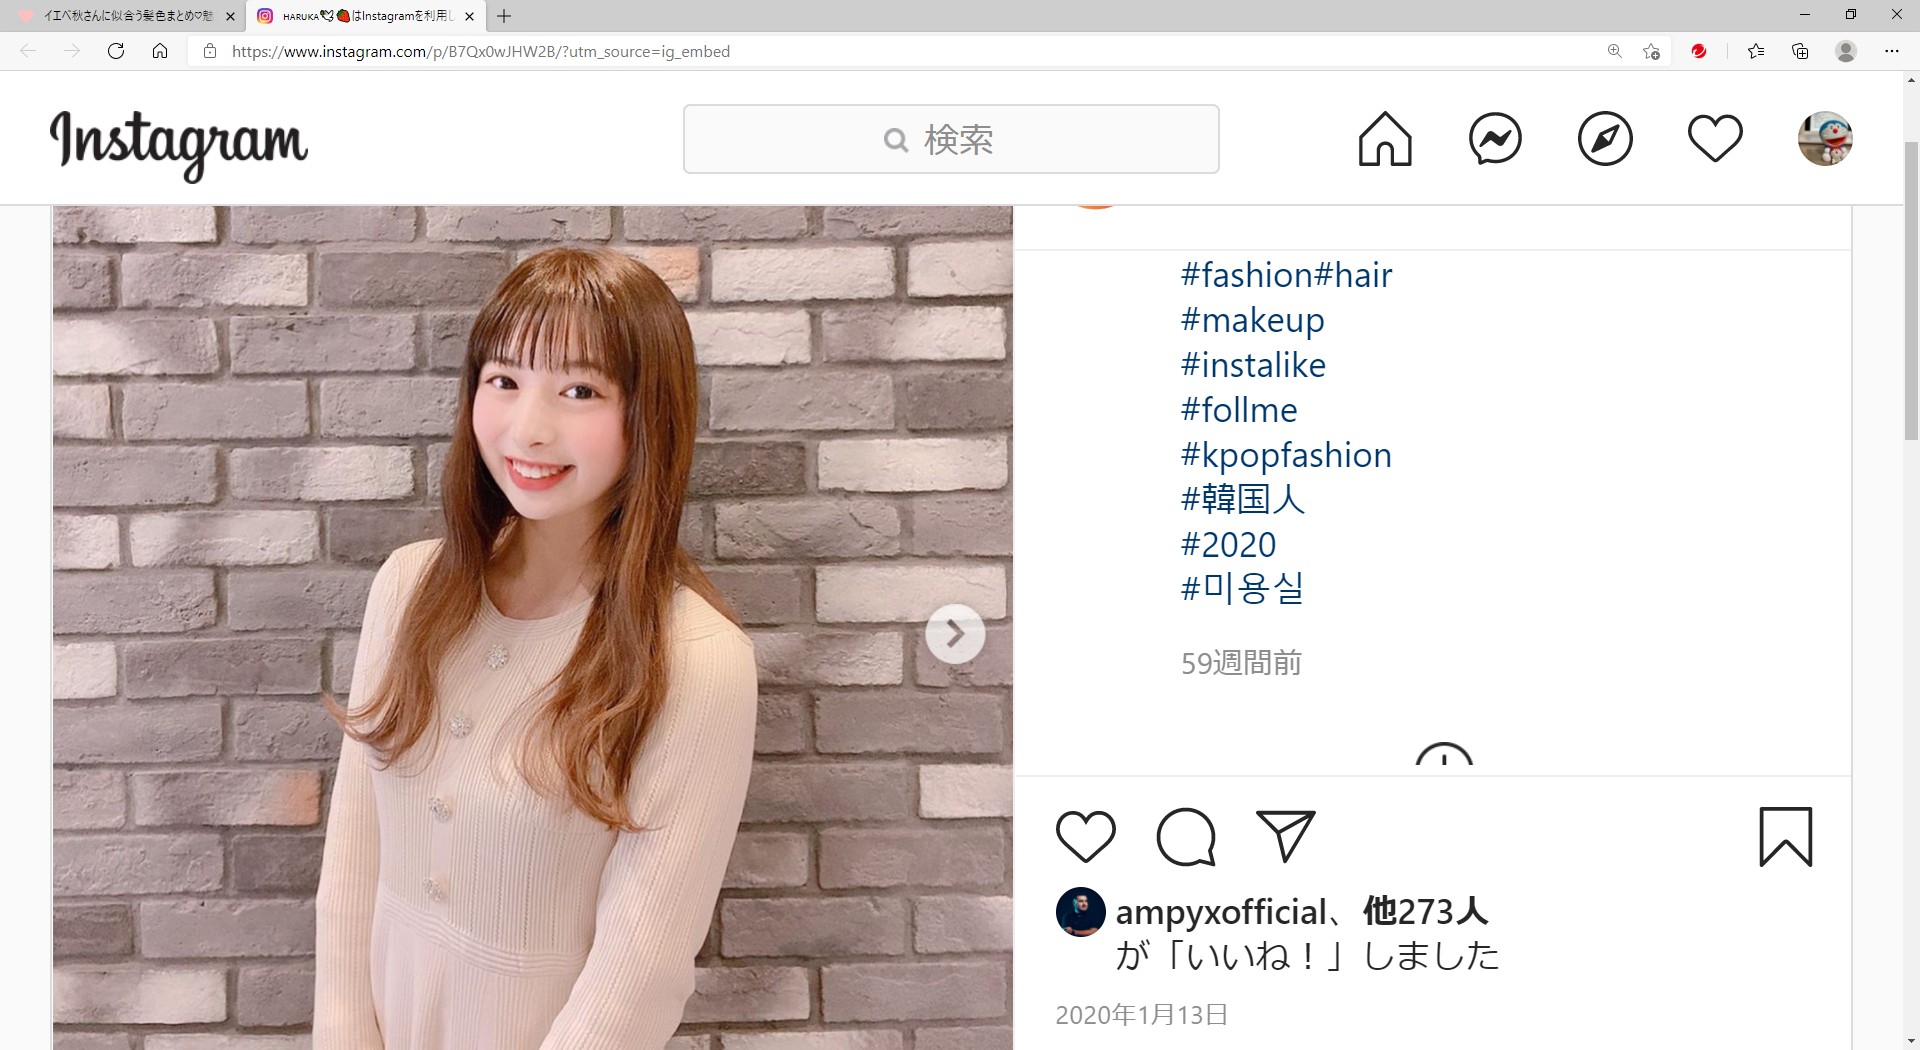 イエベ秋さんに似合う髪色まとめ♡魅
HARUKA🕊🍓はInstagramを利用し
https://www.instagram.com/p/B7Qx0wJHW2B/?utm_source=ig_embed
Instagram
検索
#fashion#hair
#makeup
#instalike
#follme
#kpopfashion
#韓国人
#2020
#미용실
59週間前
ampyxofficial、他273人
が「いいね！」しました
2020年1月13日